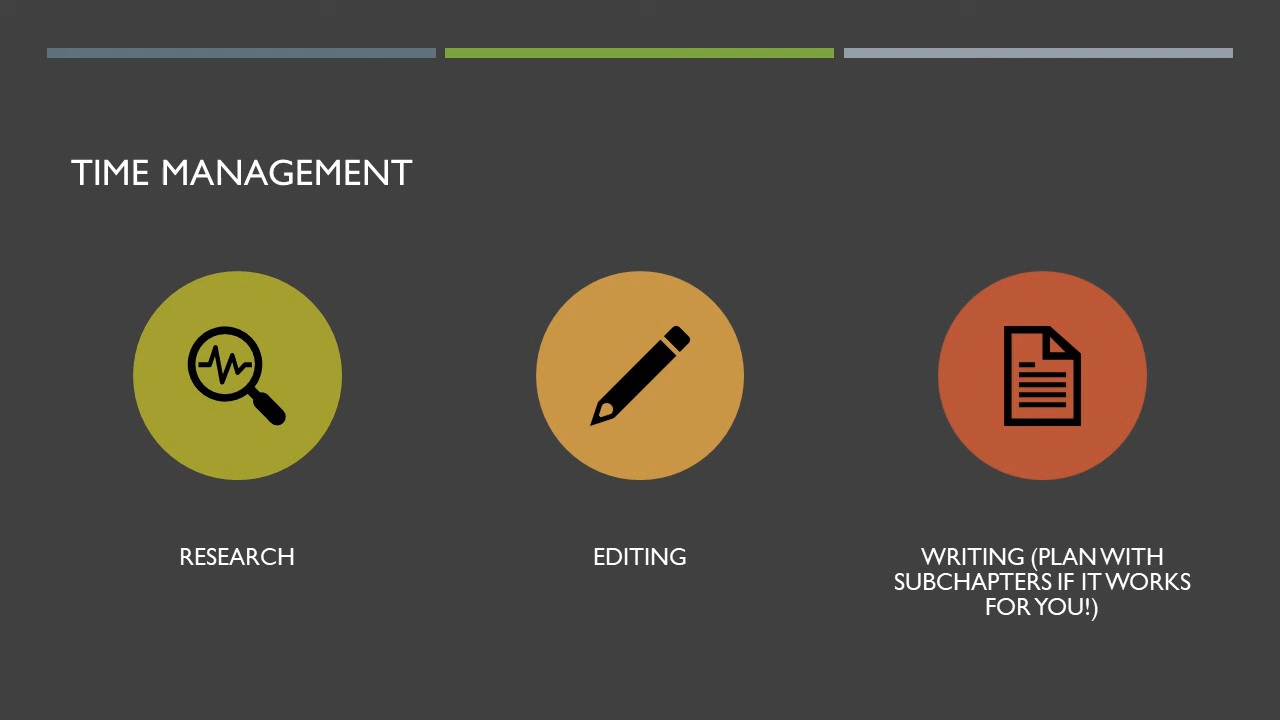 TIME MANAGEMENT
RESEARCH
EDITING
WRITING (PLAN WITH
SUBCHAPTERS IF IT WORKS
FOR YOU!)